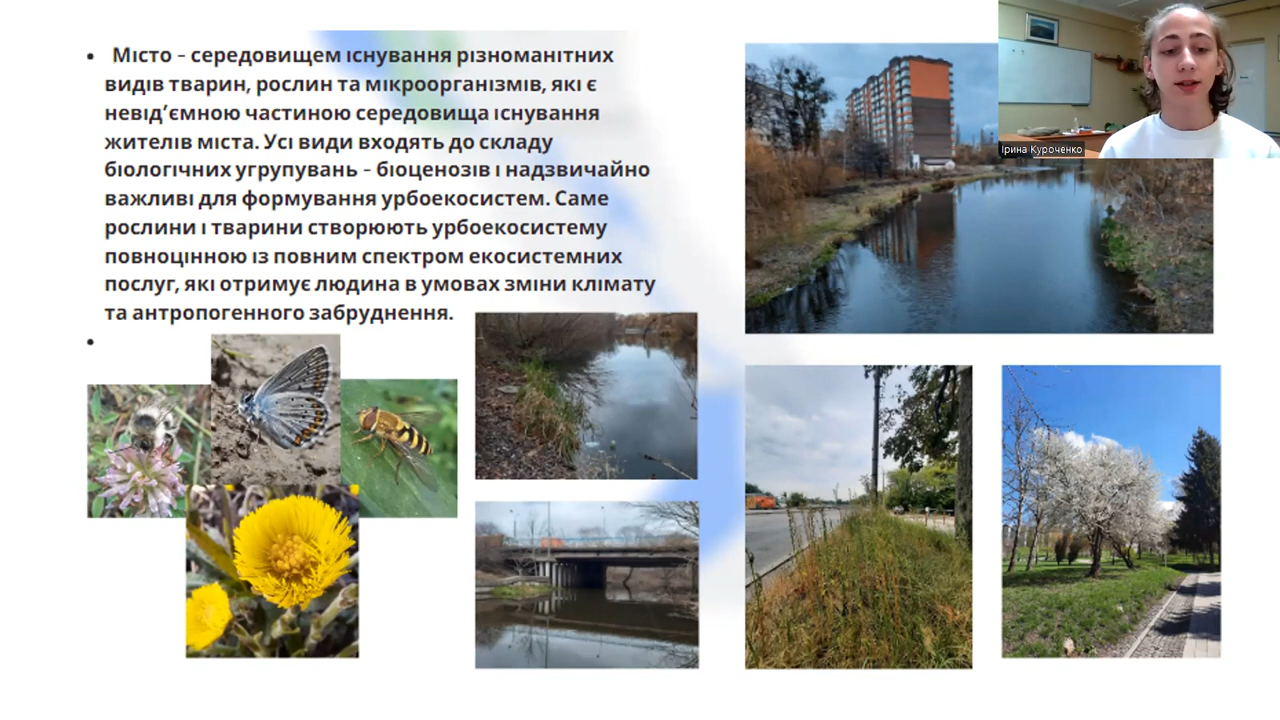 • Місто – середовищем існування різноманітних
видів тварин, рослин та мікроорганізмів, які є
невід’ємною частиною середовища існування
жителів міста. Усі види входять до складу
біологічних угрупувань – біоценозів і надзвичайно
важливі для формування урбоекосистем. Саме
рослини і тварини створюють урбоекосистему
повноцінною із повним спектром екосистемних
послуг, які отримує людина в умовах зміни клімату
та антропогенного забруднення.
Ірина Куроченко